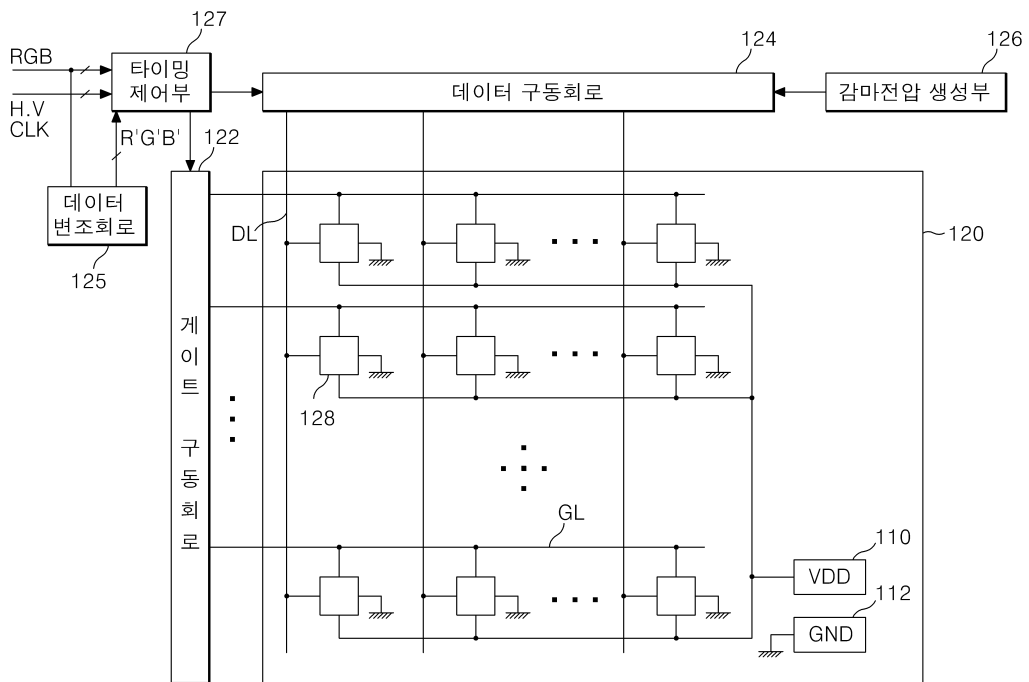 127
RGB
타이밍
제어부
H.V
CLK
R'G'B'
122
데이터
변조회로
125
124
데이터 구동회로
126
감마전압 생성부
DL
120
게이트 구동회로
128
GL
110
VDD
112
GND